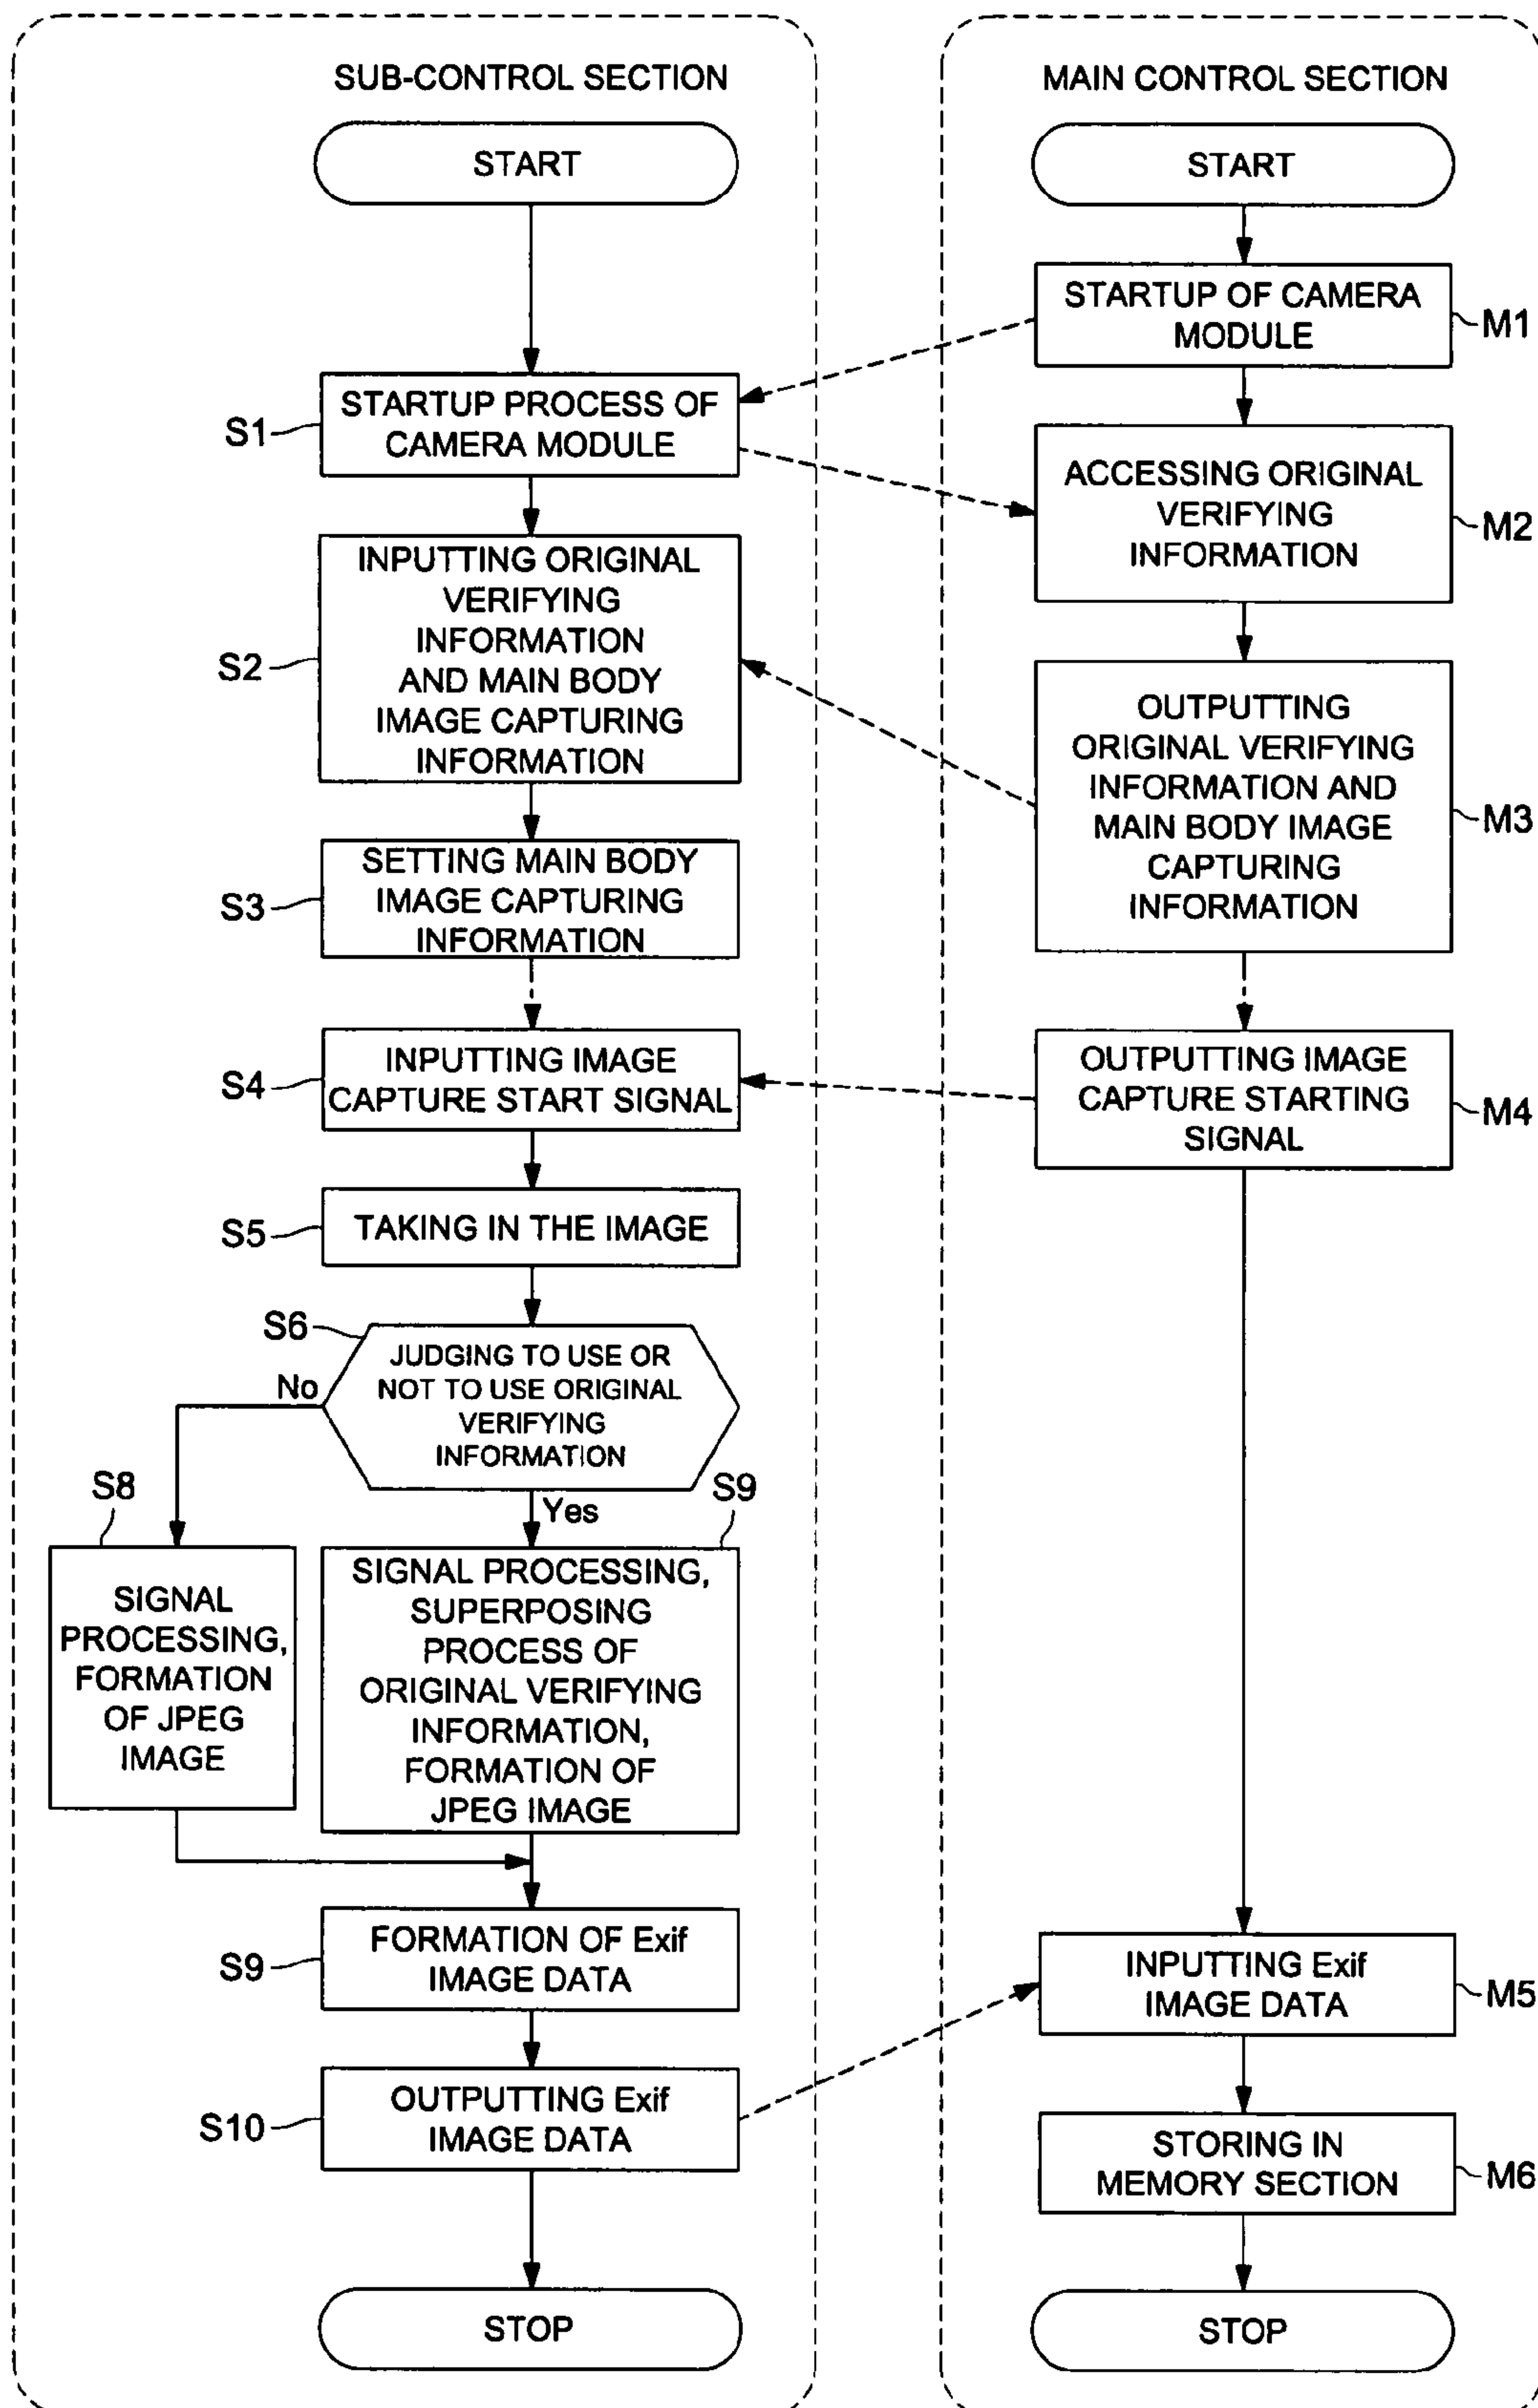 SUB-CONTROL SECTION
START
S1
STARTUP PROCESS OF
CAMERA MODULE
S2
INPUTTING ORIGINAL
VERIFYING
INFORMATION
AND MAIN BODY
IMAGE CAPTURING
INFORMATION
S3
SETTING MAIN BODY
IMAGE CAPTURING
INFORMATION
S4
INPUTTING IMAGE
CAPTURE START SIGNAL
S5
TAKING IN THE IMAGE
S6
JUDGING TO USE OR
NOT TO USE ORIGINAL
VERIFYING
INFORMATION
No
Yes
S8
SIGNAL
PROCESSING,
FORMATION
OF JPEG
IMAGE
S9
SIGNAL PROCESSING,
SUPERPOSING
PROCESS OF
ORIGINAL VERIFYING
INFORMATION,
FORMATION OF
JPEG IMAGE
S9
FORMATION OF Exif
IMAGE DATA
S10
OUTPUTTING Exif
IMAGE DATA
STOP
MAIN CONTROL SECTION
START
STARTUP OF CAMERA
MODULE
M1
ACCESSING ORIGINAL
VERIFYING
INFORMATION
M2
OUTPUTTING
ORIGINAL VERIFYING
INFORMATION AND
MAIN BODY IMAGE
CAPTURING
INFORMATION
M3
OUTPUTTING IMAGE
CAPTURE STARTING
SIGNAL
M4
INPUTTING Exif
IMAGE DATA
M5
STORING IN
MEMORY SECTION
M6
STOP